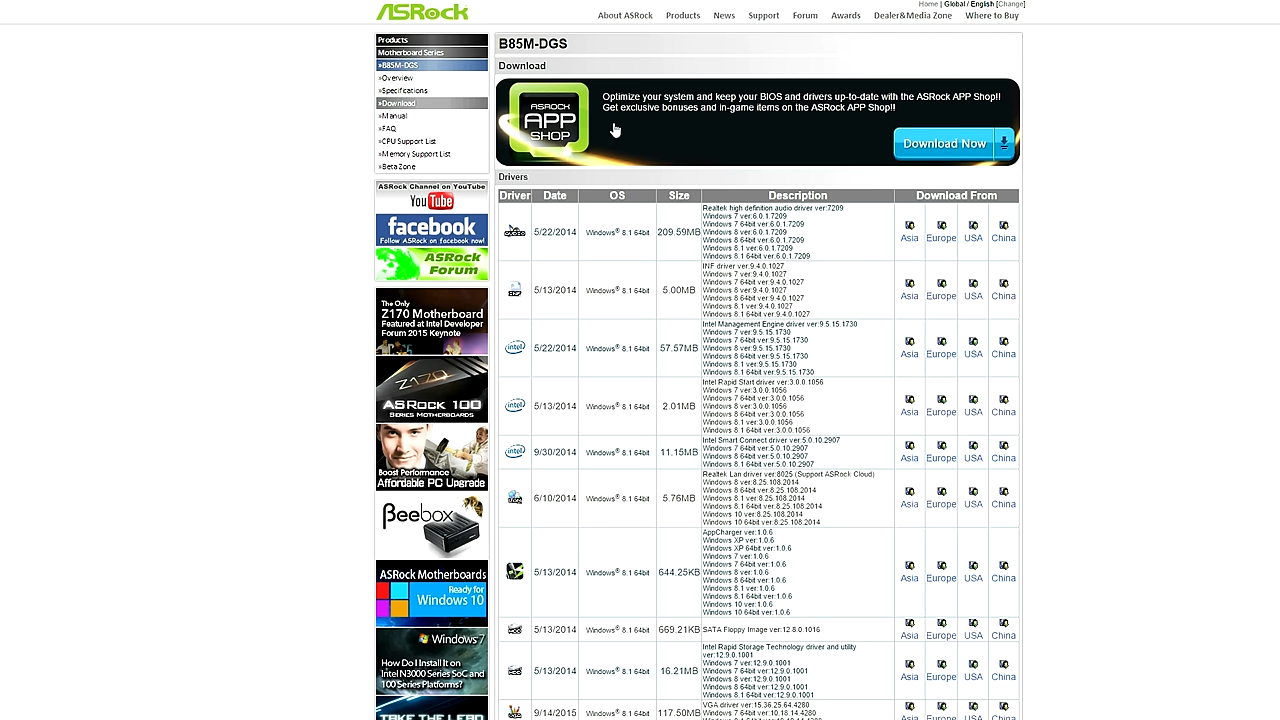 ASRock
Home | Global / English [Change]
About ASRock Products News Support Forum Awards Dealer&Media Zone Where to Buy
Products
Motherboard Series
»B85M-DGS
»Overview
»Specifications
»Download
»Manual
»FAQ
»CPU Support List
»Memory Support List
»Beta Zone
ASRock Channel on YouTube
YouTube
facebook
Follow ASRock on facebook now!
ASRock
Forum
The Only
Z170 Motherboard
Featured at Intel Developer
Forum 2015 Keynote
Z170
ASRock 100
Series Motherboards
Boost Performance
Affordable PC Upgrade
Beebox
ASRock Motherboards
Ready for
Windows 10
Windows 7
How Do I Install It on
Intel N3000 Series SoC and
100 Series Platforms?
TAKE THE LEAD
B85M-DGS
Download
ASROCK
APP
SHOP
Optimize your system and keep your BIOS and drivers up-to-date with the ASRock APP Shop!!
Get exclusive bonuses and in-game items on the ASRock APP Shop!!
Download Now
Drivers
Driver Date OS Size Description Download From
5/22/2014 Windows® 8.1 64bit 209.59MB
Realtek high definition audio driver ver:7209
Windows 7 ver:6.0.1.7209
Windows 7 64bit ver:6.0.1.7209
Windows 8 ver:6.0.1.7209
Windows 8 64bit ver:6.0.1.7209
Windows 8.1 ver:6.0.1.7209
Windows 8.1 64bit ver:6.0.1.7209
Asia Europe USA China
5/13/2014 Windows® 8.1 64bit 5.00MB
INF driver ver:9.4.0.1027
Windows 7 ver:9.4.0.1027
Windows 7 64bit ver:9.4.0.1027
Windows 8 ver:9.4.0.1027
Windows 8 64bit ver:9.4.0.1027
Windows 8.1 ver:9.4.0.1027
Windows 8.1 64bit ver:9.4.0.1027
Asia Europe USA China
intel 5/22/2014 Windows® 8.1 64bit 57.57MB
Intel Management Engine driver ver:9.5.15.1730
Windows 7 ver:9.5.15.1730
Windows 7 64bit ver:9.5.15.1730
Windows 8 ver:9.5.15.1730
Windows 8 64bit ver:9.5.15.1730
Windows 8.1 ver:9.5.15.1730
Windows 8.1 64bit ver:9.5.15.1730
Asia Europe USA China
intel 5/13/2014 Windows® 8.1 64bit 2.01MB
Intel Rapid Start driver ver:3.0.0.1056
Windows 7 ver:3.0.0.1056
Windows 7 64bit ver:3.0.0.1056
Windows 8 ver:3.0.0.1056
Windows 8 64bit ver:3.0.0.1056
Windows 8.1 ver:3.0.0.1056
Windows 8.1 64bit ver:3.0.0.1056
Asia Europe USA China
intel 9/30/2014 Windows® 8.1 64bit 11.15MB
Intel Smart Connect driver ver:5.0.10.2907
Windows 7 64bit ver:5.0.10.2907
Windows 8 64bit ver:5.0.10.2907
Windows 8.1 64bit ver:5.0.10.2907
Asia Europe USA China
6/10/2014 Windows® 8.1 64bit 5.76MB
Realtek Lan driver ver:8025 (Support ASRock Cloud)
Windows 8 ver:8.25.108.2014
Windows 8 64bit ver:8.25.108.2014
Windows 8.1 ver:8.25.108.2014
Windows 8.1 64bit ver:8.25.108.2014
Windows 10 ver:8.25.108.2014
Windows 10 64bit ver:8.25.108.2014
Asia Europe USA China
5/13/2014 Windows® 8.1 64bit 644.25KB
AppCharger ver:1.0.6
Windows XP ver:1.0.6
Windows XP 64bit ver:1.0.6
Windows 7 ver:1.0.6
Windows 7 64bit ver:1.0.6
Windows 8 ver:1.0.6
Windows 8 64bit ver:1.0.6
Windows 8.1 ver:1.0.6
Windows 8.1 64bit ver:1.0.6
Windows 10 ver:1.0.6
Windows 10 64bit ver:1.0.6
Asia Europe USA China
5/13/2014 Windows® 8.1 64bit 669.21KB SATA Floppy Image ver:12.8.0.1016
Asia Europe USA China
5/13/2014 Windows® 8.1 64bit 16.21MB
Intel Rapid Storage Technology driver and utility
ver:12.9.0.1001
Windows 7 ver:12.9.0.1001
Windows 7 64bit ver:12.9.0.1001
Windows 8 ver:12.9.0.1001
Windows 8 64bit ver:12.9.0.1001
Windows 8.1 64bit ver:12.9.0.1001
Asia Europe USA China
9/14/2015 Windows® 8.1 64bit 117.50MB
VGA driver ver:15.36.25.64.4280
Windows 7 64bit ver:10.18.14.4280
Asia Europe USA China